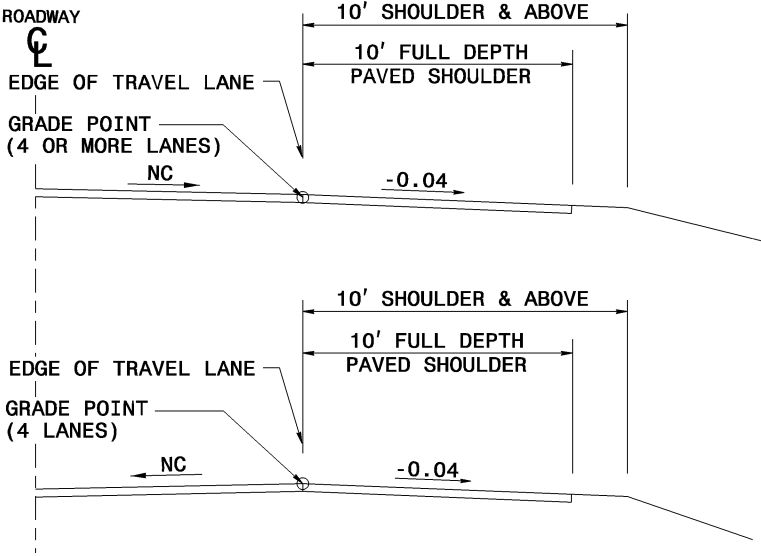 ROADWAY
℄
10' SHOULDER & ABOVE
10' FULL DEPTH
PAVED SHOULDER
EDGE OF TRAVEL LANE
GRADE POINT
(4 OR MORE LANES)
NC
-0.04
10' SHOULDER & ABOVE
10' FULL DEPTH
PAVED SHOULDER
EDGE OF TRAVEL LANE
GRADE POINT
(4 LANES)
NC
-0.04